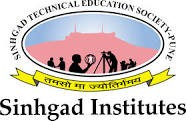 SINHGAD TECHNICAL EDUCATION SOCIETY-PUNE
तमसो मा ज्योतिर्गमय
Sinhgad Institutes